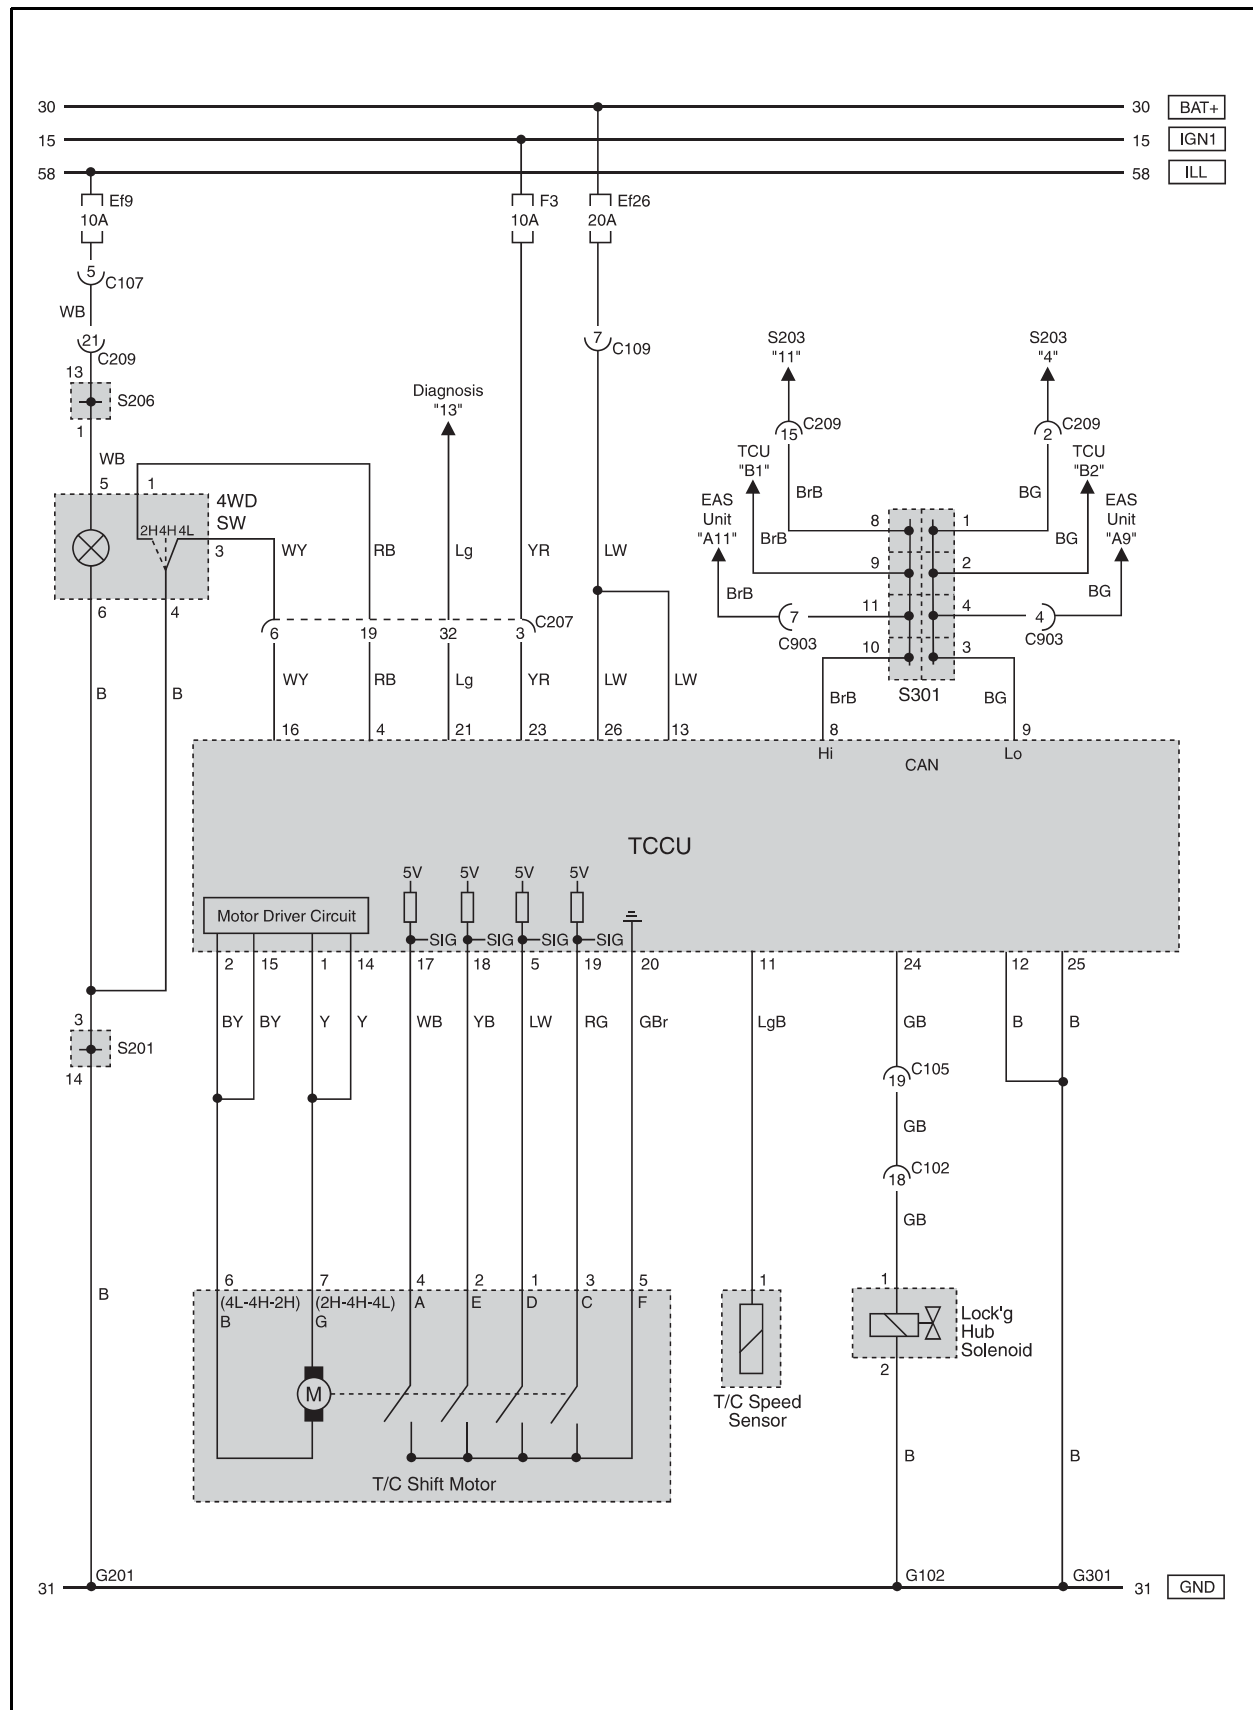 30 30 BAT+
15 15 IGN1
58 58 ILL
Ef9 F3 Ef26
10A 10A 20A
5 C107
WB
21 C209
7 C109
S203 S203
"11" "4"
13
S206
1
Diagnosis
"13"
15 C209 2 C209
TCU TCU
"B1" "B2"
WB
5 1
4WD
SW
2H 4H 4L
3
BrB BG
EAS EAS
Unit Unit
"A11" "A9"
8 1
BrB BG
WY RB Lg YR LW
9 2
BrB BG
6 4
11 4
7 4
C903 C903
C207
6 19 32 3
10 3
B B
WY RB Lg YR LW LW
S301
BrB BG
16 4 21 23 26 13 8 9
Hi CAN Lo
TCCU
5V 5V 5V 5V
Motor Driver Circuit
SIG SIG SIG SIG
2 15 1 14 17 18 5 19 20 11 24 12 25
3
BY BY Y Y WB YB LW RG GBr LgB GB B B
S201
14
19 C105
GB
18 C102
GB
6 7 4 2 1 3 5 1 1
B
(4L-4H-2H) (2H-4H-4L) A E D C F
B G
Lock'g
Hub
Solenoid
2
M
T/C Speed
Sensor
T/C Shift Motor
B B
G201 G102 G301
31 31 GND